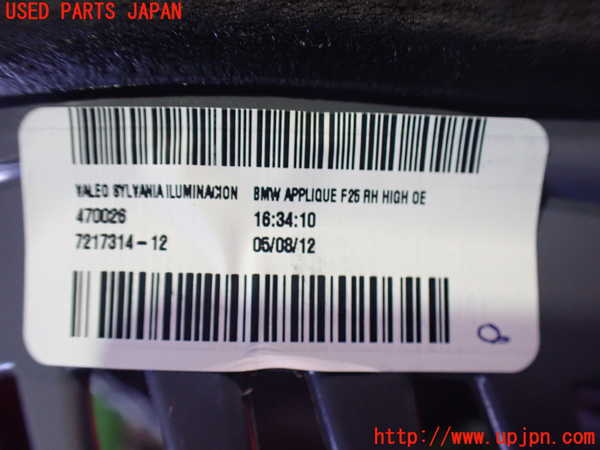 USED PARTS JAPAN
VALEO SYLVANIA ILUMINACION BMW APPLIQUE F25 RH HIGH OE
470026 16:34:10
7217314-12 05/08/12
http://www.upjpn.com/